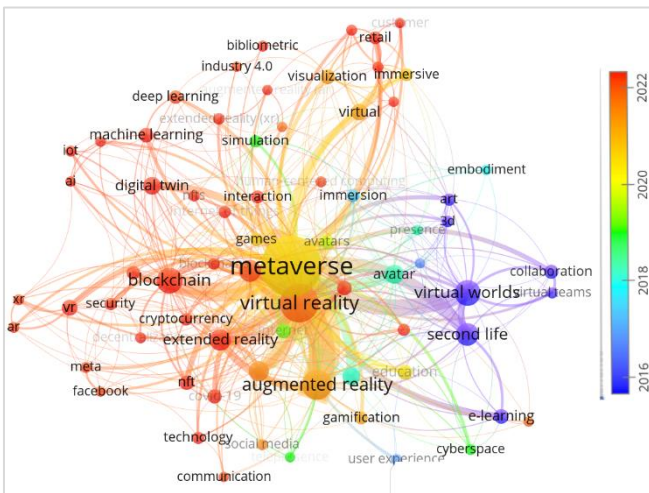 customer
retail
bibliometric
industry 4.0
visualization
immersive
deep learning
extended reality (xr)
virtual
machine learning
simulation
iot
ai
digital twin
nfts
interaction
immersion
embodiment
art
3d
games
avatars
presence
metaverse
avatar
blockchain
virtual reality
virtual worlds
collaboration
virtual teams
xr
ar
vr
security
cryptocurrency
internet
second life
extended reality
meta
facebook
nft
covid-19
augmented reality
education
gamification
e-learning
technology
social media
cyberspace
communication
telepresence
user experience
2022
2020
2018
2016